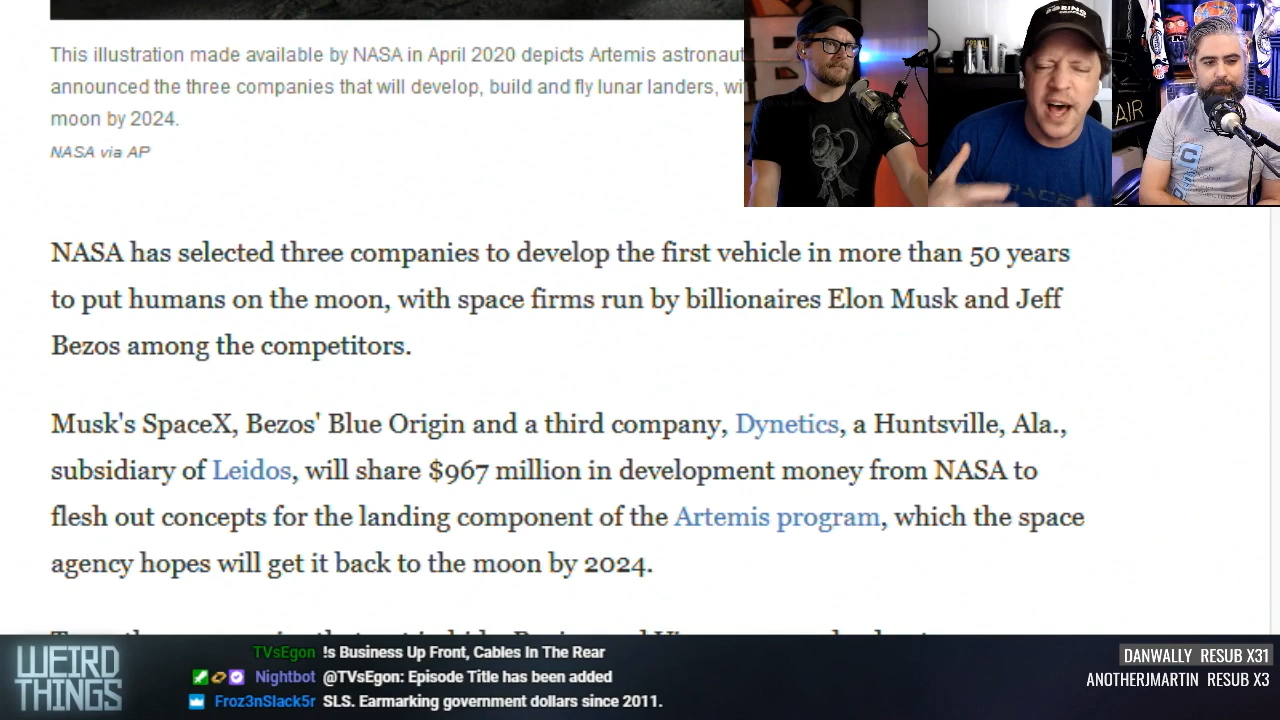 This illustration made available by NASA in April 2020 depicts Artemis astronaut
announced the three companies that will develop, build and fly lunar landers, wi
moon by 2024.
NASA via AP
AIR
NASA has selected three companies to develop the first vehicle in more than 50 years
to put humans on the moon, with space firms run by billionaires Elon Musk and Jeff
Bezos among the competitors.
Musk's SpaceX, Bezos' Blue Origin and a third company, Dynetics, a Huntsville, Ala.,
subsidiary of Leidos, will share $967 million in development money from NASA to
flesh out concepts for the landing component of the Artemis program, which the space
agency hopes will get it back to the moon by 2024.
WEIRD
THINGS
TVsEgon !s Business Up Front, Cables In The Rear
Nightbot @TVsEgon: Episode Title has been added
Froz3nSlack5r SLS. Earmarking government dollars since 2011.
DANWALLY RESUB X31
ANOTHERJMARTIN RESUB X3